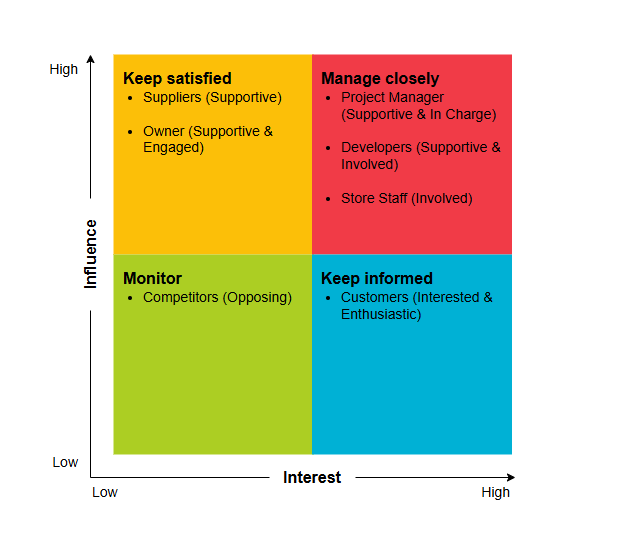 High
Keep satisfied
• Suppliers (Supportive)
• Owner (Supportive &
Engaged)
Manage closely
• Project Manager
(Supportive & In Charge)
• Developers (Supportive &
Involved)
• Store Staff (Involved)
Influence
Monitor
• Competitors (Opposing)
Keep informed
• Customers (Interested &
Enthusiastic)
Low
Low
Interest
High